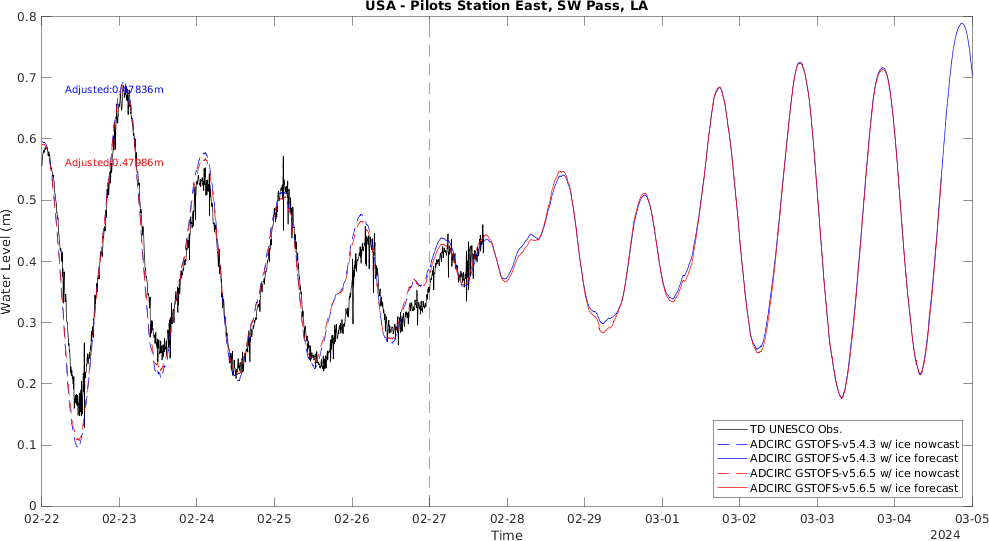 USA - Pilots Station East, SW Pass, LA
0.8
0.7
0.6
0.5
0.4
0.3
0.2
0.1
0
Water Level (m)
Adjusted:0.47836m
Adjusted:0.47986m
TD UNESCO Obs.
ADCIRC GSTOFS-v5.4.3 w/ ice nowcast
ADCIRC GSTOFS-v5.4.3 w/ ice forecast
ADCIRC GSTOFS-v5.6.5 w/ ice nowcast
ADCIRC GSTOFS-v5.6.5 w/ ice forecast
02-22 02-23 02-24 02-25 02-26 02-27 02-28 02-29 03-01 03-02 03-03 03-04 03-05
Time
2024